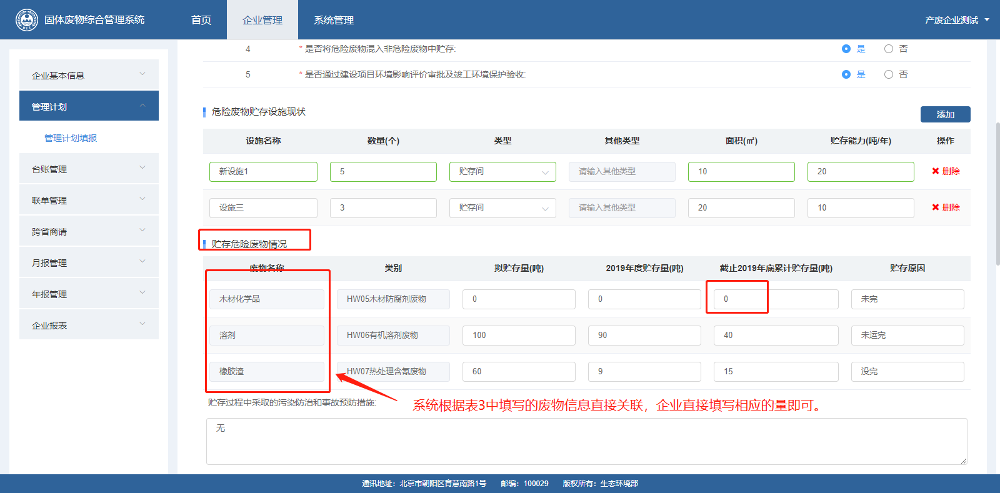 固体废物综合管理系统
首页
企业管理
系统管理
产废企业测试
企业基本信息
管理计划
管理计划填报
台账管理
联单管理
跨省商请
月报管理
年报管理
企业报表
4 * 是否将危险废物混入非危险废物中贮存: 是 否
5 * 是否通过建设项目环境影响评价审批及竣工环境保护验收: 是 否
危险废物贮存设施现状
添加
设施名称 数量(个) 类型 其他类型 面积(㎡) 贮存能力(吨/年) 操作
新设施1 5 贮存间 请输入其他类型 10 20 删除
设施三 3 贮存间 请输入其他类型 20 10 删除
贮存危险废物情况
废物名称 类别 拟贮存量(吨) 2019年度贮存量(吨) 截止2019年底累计贮存量(吨) 贮存原因
木材化学品 HW05木材防腐剂废物 0 0 0 未完
溶剂 HW06有机溶剂废物 100 90 40 未运完
橡胶渣 HW07热处理含氰废物 60 9 15 没完
贮存过程中采取的污染防治和事故预防措施:
系统根据表3中填写的废物信息直接关联，企业直接填写相应的量即可。
无
通讯地址：北京市朝阳区育慧南路1号 邮编：100029 版权所有：生态环境部